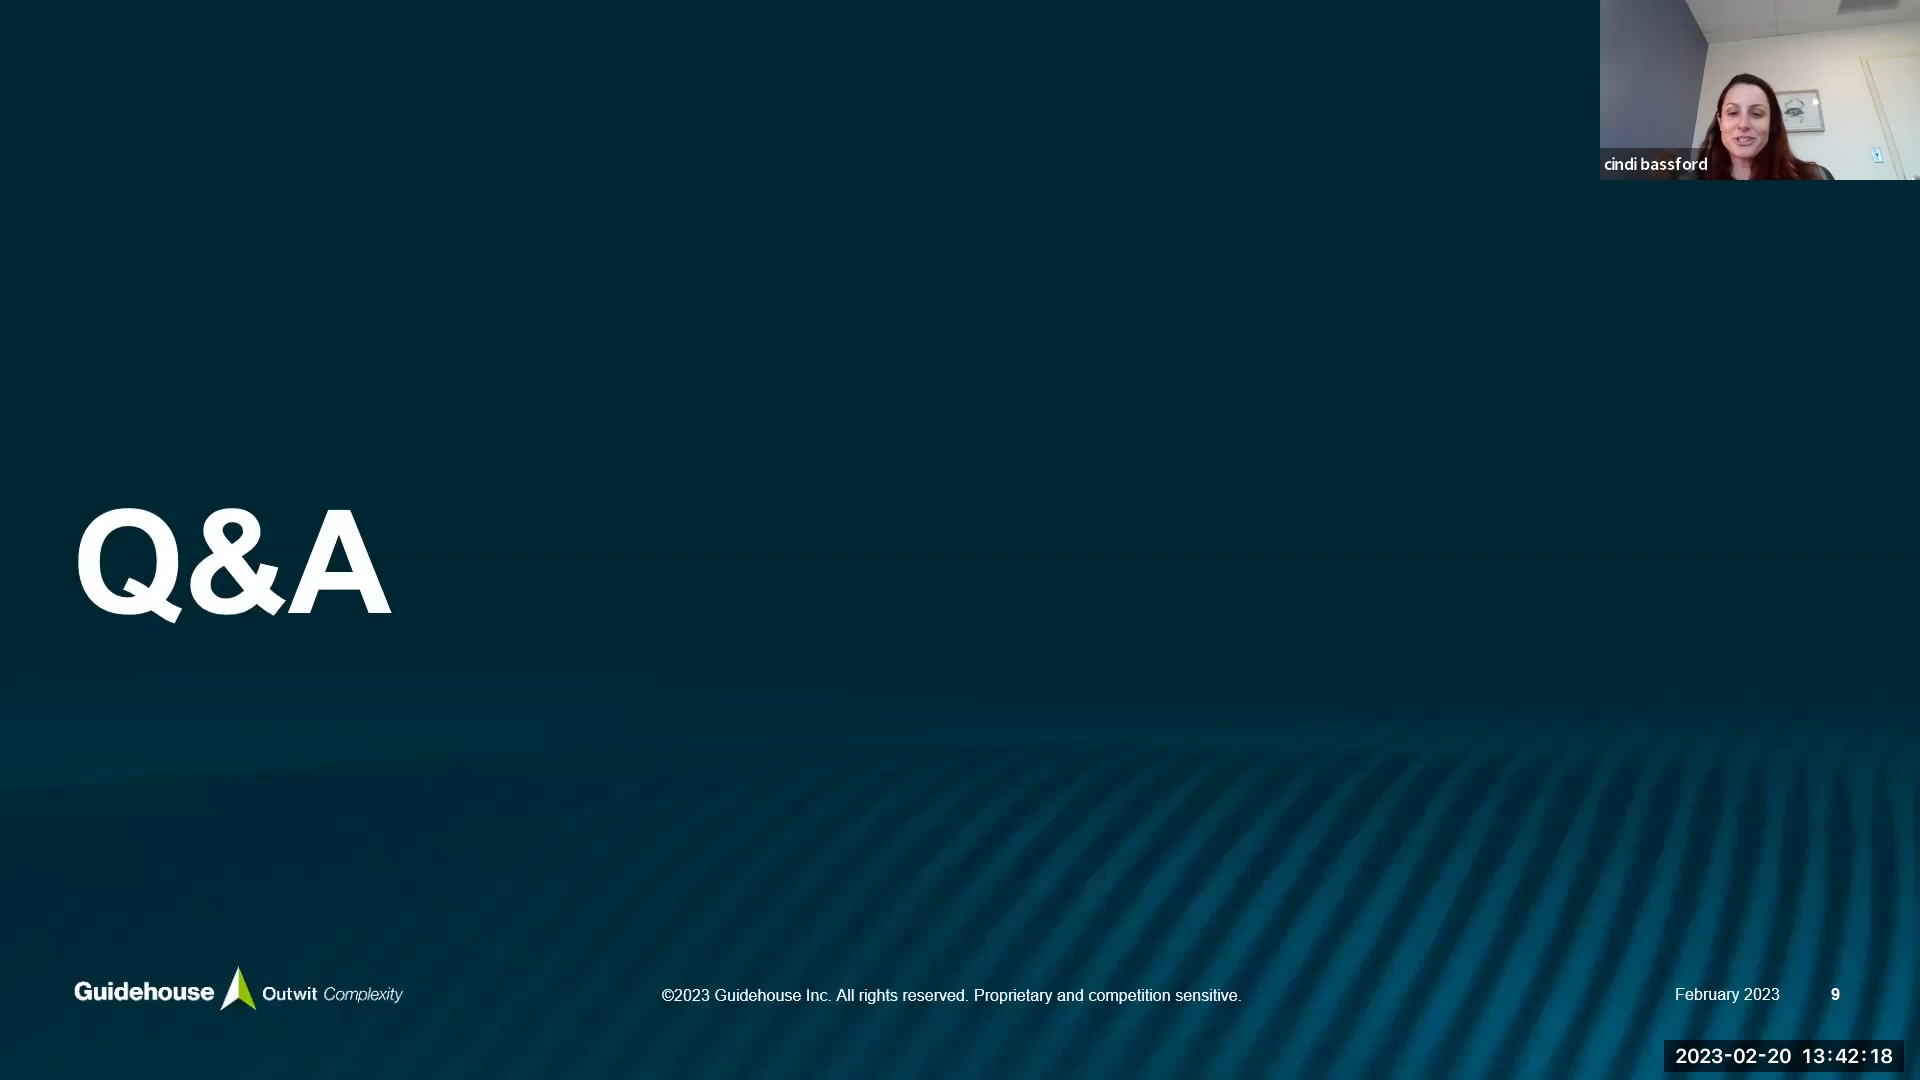 cindi bassford
Q&A
Guidehouse Outwit Complexity
©2023 Guidehouse Inc. All rights reserved. Proprietary and competition sensitive.
February 2023 9
2023-02-20 13:42:18